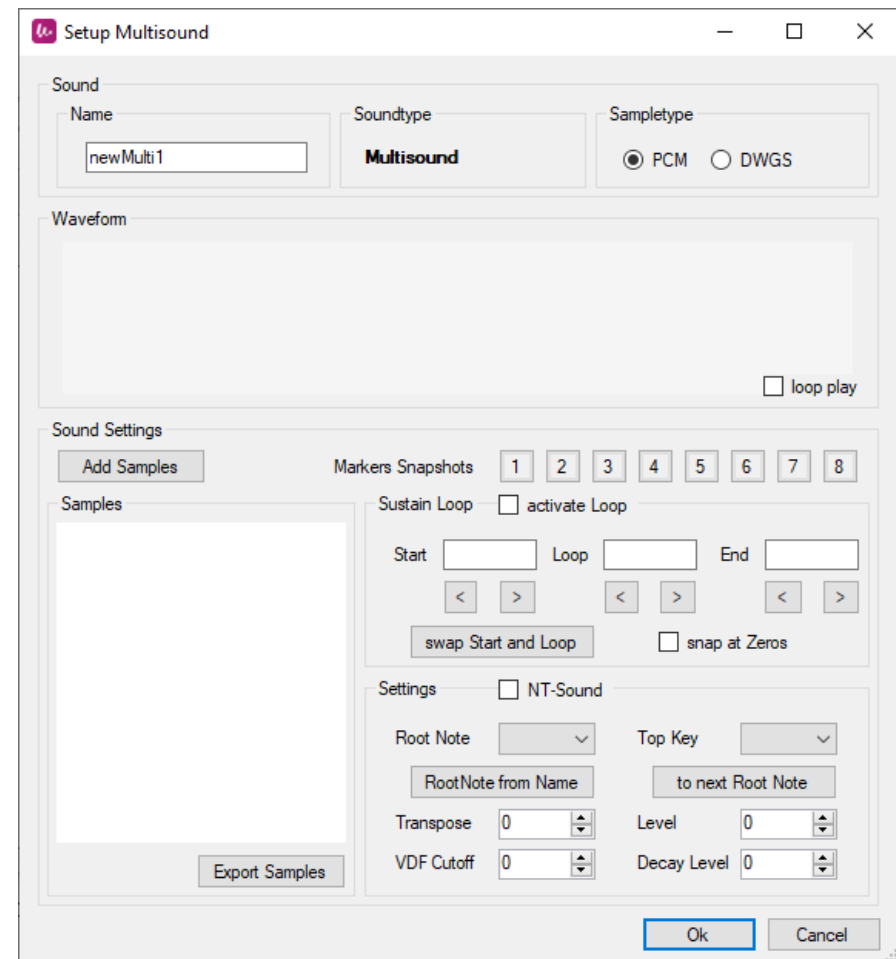 Setup Multisound
Sound
Name Soundtype Sampletype
newMulti1 Multisound PCM DWGS
Waveform
loop play
Sound Settings
Add Samples Markers Snapshots 1 2 3 4 5 6 7 8
Samples Sustain Loop activate Loop
Start Loop End
< > < > < >
swap Start and Loop snap at Zeros
Settings NT-Sound
Root Note Top Key
RootNote from Name to next Root Note
Transpose 0 Level 0
VDF Cutoff 0 Decay Level 0
Export Samples
Ok Cancel